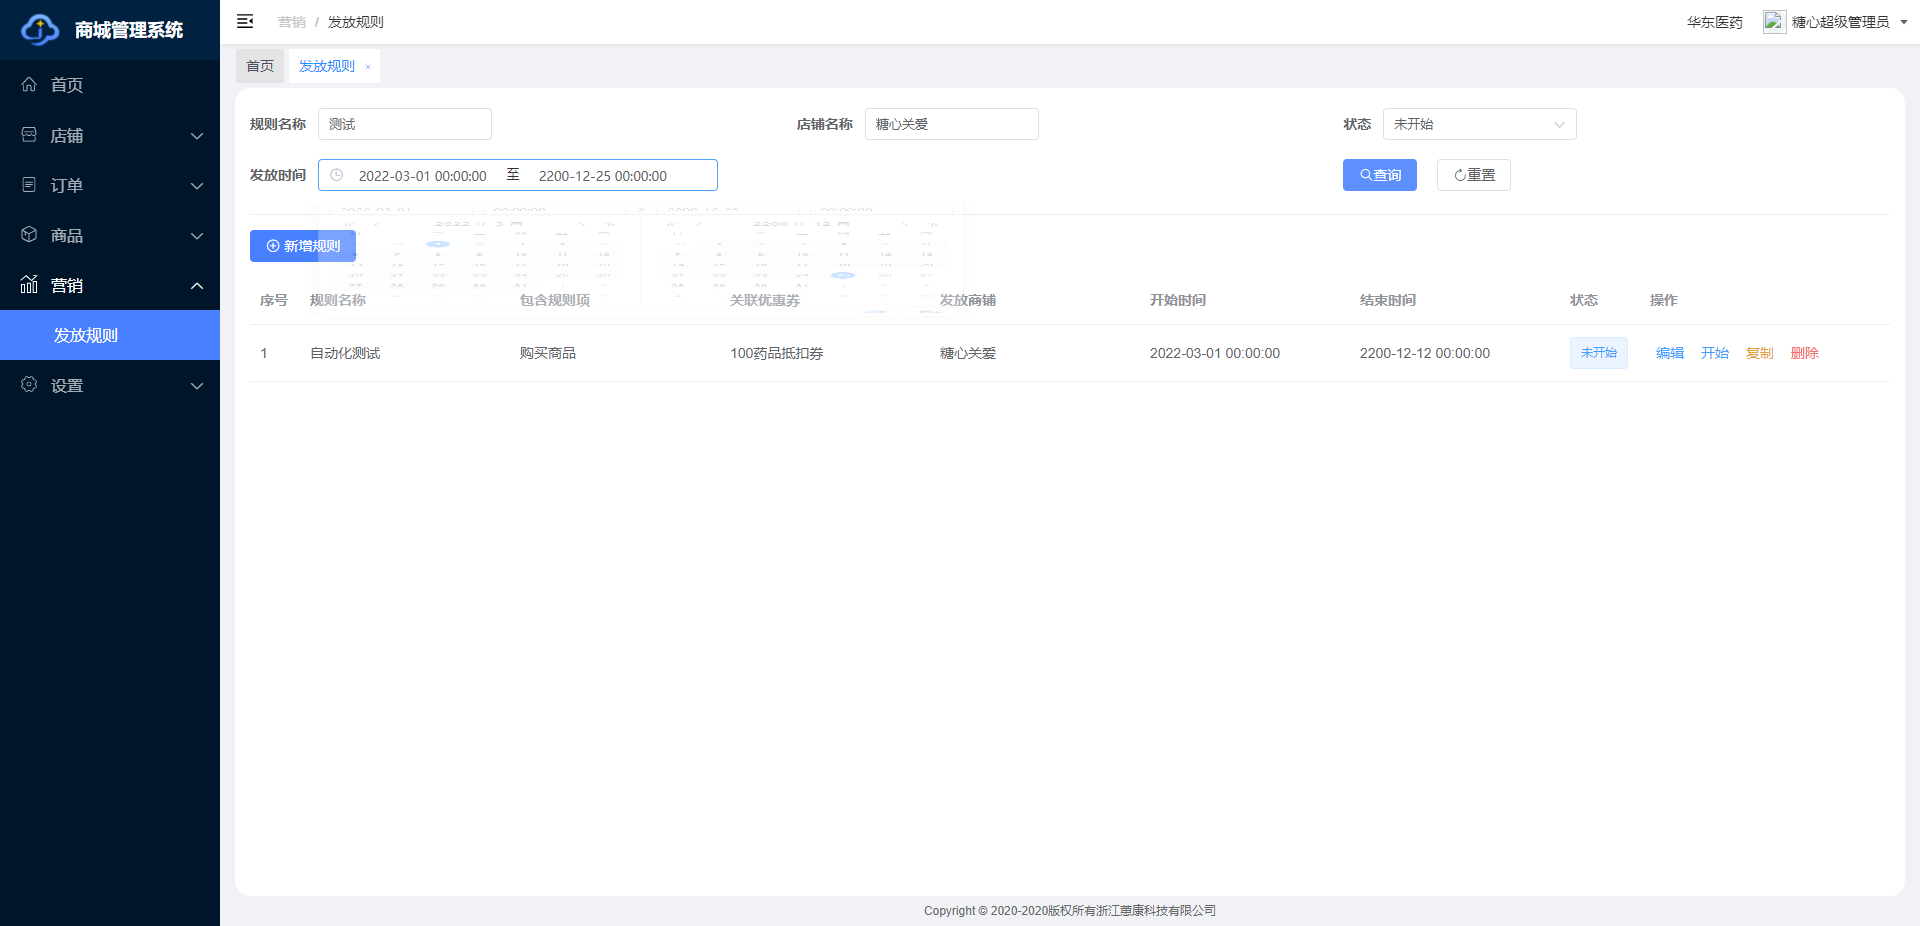 商城管理系统
首页
店铺
订单
商品
营销
发放规则
设置
营销 / 发放规则
华东医药
糖心超级管理员
首页
发放规则 ×
规则名称 测试
店铺名称 糖心关爱
状态 未开始
发放时间 2022-03-01 00:00:00 至 2200-12-25 00:00:00
查询
重置
新增规则
序号 规则名称 包含规则项 关联优惠券 发放商铺 开始时间 结束时间 状态 操作
1 自动化测试 购买商品 100药品抵扣券 糖心关爱 2022-03-01 00:00:00 2200-12-12 00:00:00 未开始 编辑 开始 复制 删除
Copyright © 2020-2020版权所有浙江蒽康科技有限公司